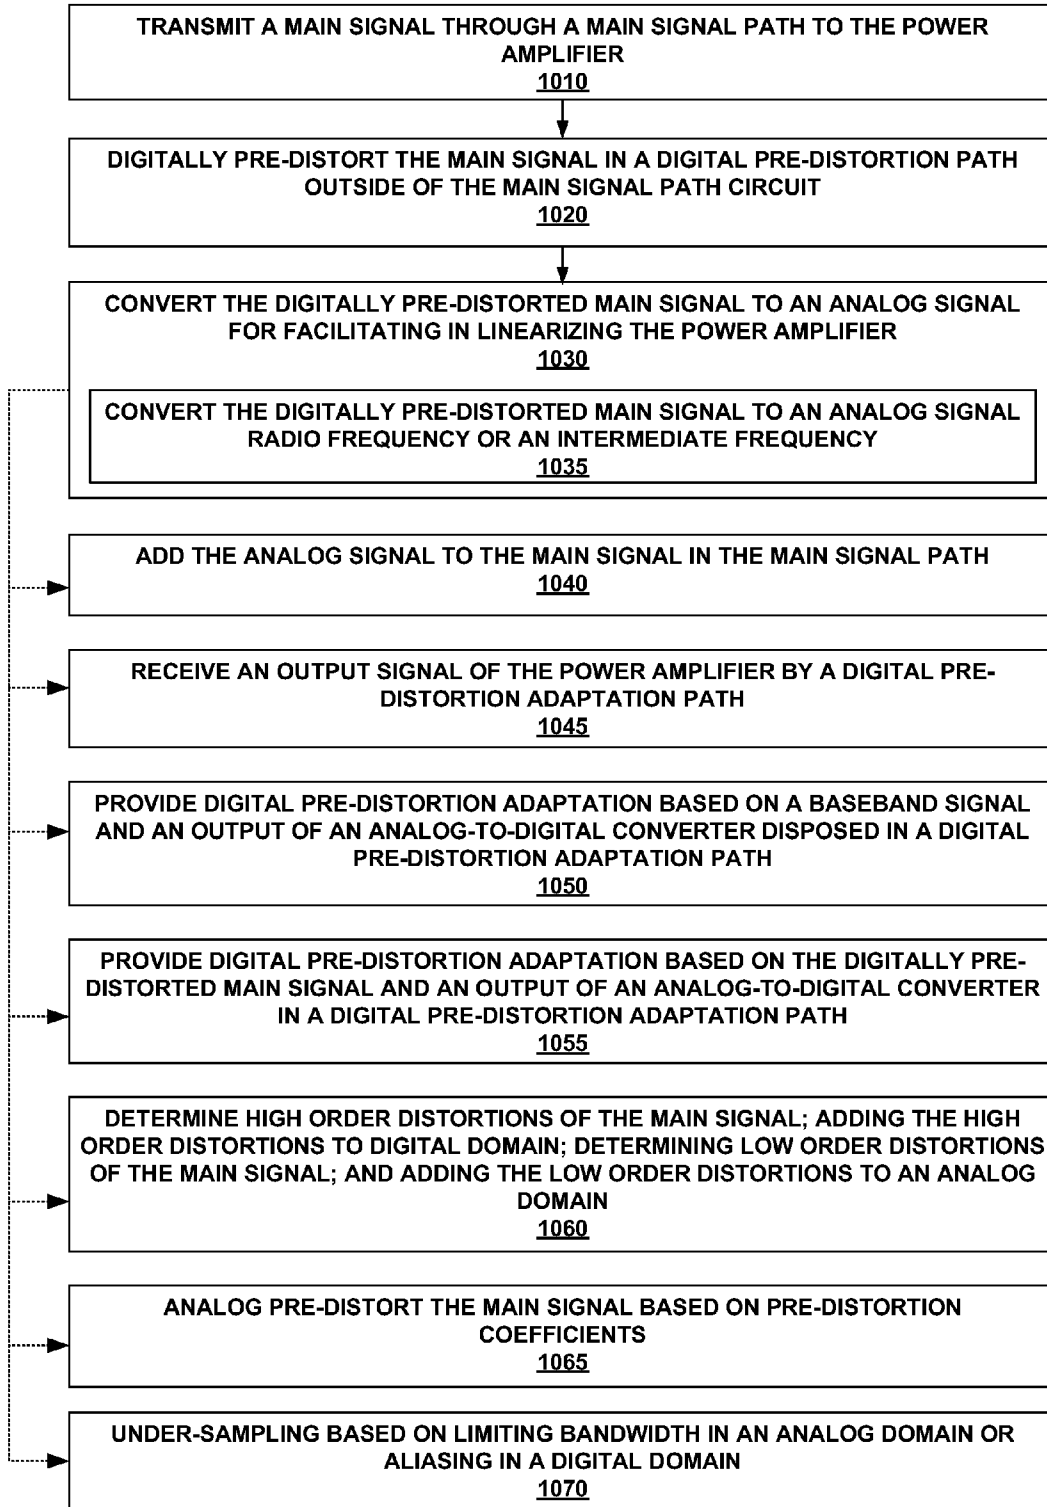 TRANSMIT A MAIN SIGNAL THROUGH A MAIN SIGNAL PATH TO THE POWER
AMPLIFIER
1010
DIGITALLY PRE-DISTORT THE MAIN SIGNAL IN A DIGITAL PRE-DISTORTION PATH
OUTSIDE OF THE MAIN SIGNAL PATH CIRCUIT
1020
CONVERT THE DIGITALLY PRE-DISTORTED MAIN SIGNAL TO AN ANALOG SIGNAL
FOR FACILITATING IN LINEARIZING THE POWER AMPLIFIER
1030
CONVERT THE DIGITALLY PRE-DISTORTED MAIN SIGNAL TO AN ANALOG SIGNAL
RADIO FREQUENCY OR AN INTERMEDIATE FREQUENCY
1035
ADD THE ANALOG SIGNAL TO THE MAIN SIGNAL IN THE MAIN SIGNAL PATH
1040
RECEIVE AN OUTPUT SIGNAL OF THE POWER AMPLIFIER BY A DIGITAL PRE-
DISTORTION ADAPTATION PATH
1045
PROVIDE DIGITAL PRE-DISTORTION ADAPTATION BASED ON A BASEBAND SIGNAL
AND AN OUTPUT OF AN ANALOG-TO-DIGITAL CONVERTER DISPOSED IN A DIGITAL
PRE-DISTORTION ADAPTATION PATH
1050
PROVIDE DIGITAL PRE-DISTORTION ADAPTATION BASED ON THE DIGITALLY PRE-
DISTORTED MAIN SIGNAL AND AN OUTPUT OF AN ANALOG-TO-DIGITAL CONVERTER
IN A DIGITAL PRE-DISTORTION ADAPTATION PATH
1055
DETERMINE HIGH ORDER DISTORTIONS OF THE MAIN SIGNAL; ADDING THE HIGH
ORDER DISTORTIONS TO DIGITAL DOMAIN; DETERMINING LOW ORDER DISTORTIONS
OF THE MAIN SIGNAL; AND ADDING THE LOW ORDER DISTORTIONS TO AN ANALOG
DOMAIN
1060
ANALOG PRE-DISTORT THE MAIN SIGNAL BASED ON PRE-DISTORTION
COEFFICIENTS
1065
UNDER-SAMPLING BASED ON LIMITING BANDWIDTH IN AN ANALOG DOMAIN OR
ALIASING IN A DIGITAL DOMAIN
1070